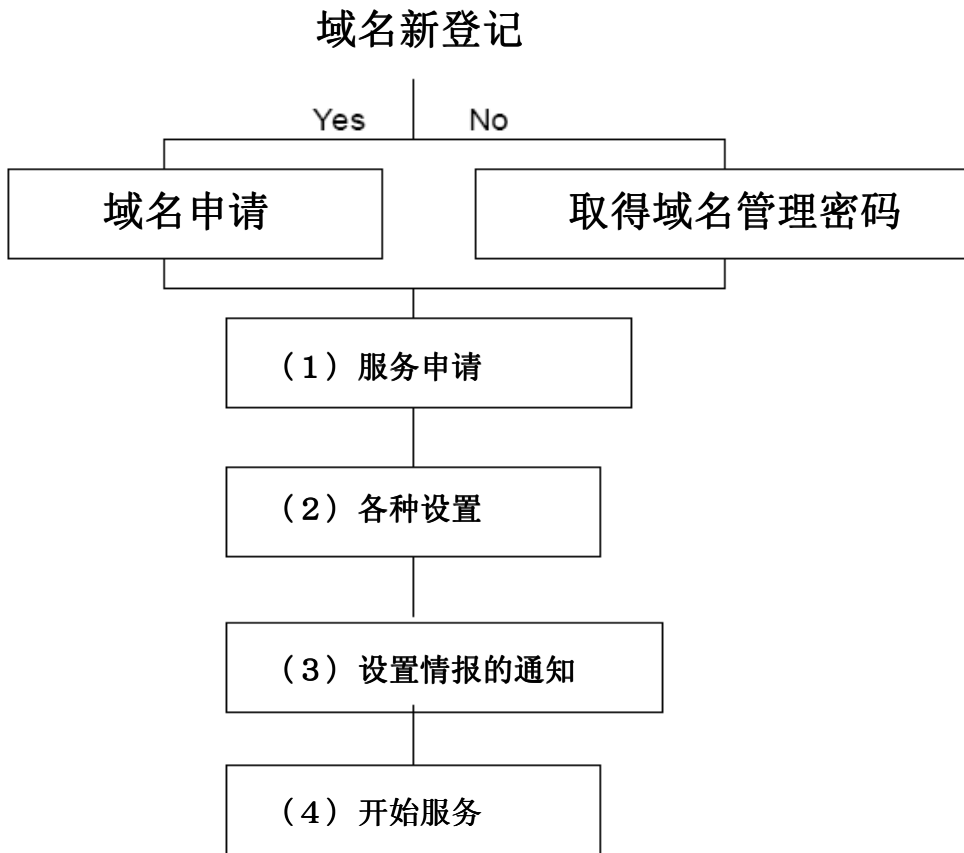 域名新登记
Yes No
域名申请
取得域名管理密码
（1）服务申请
（2）各种设置
（3）设置情报的通知
（4）开始服务